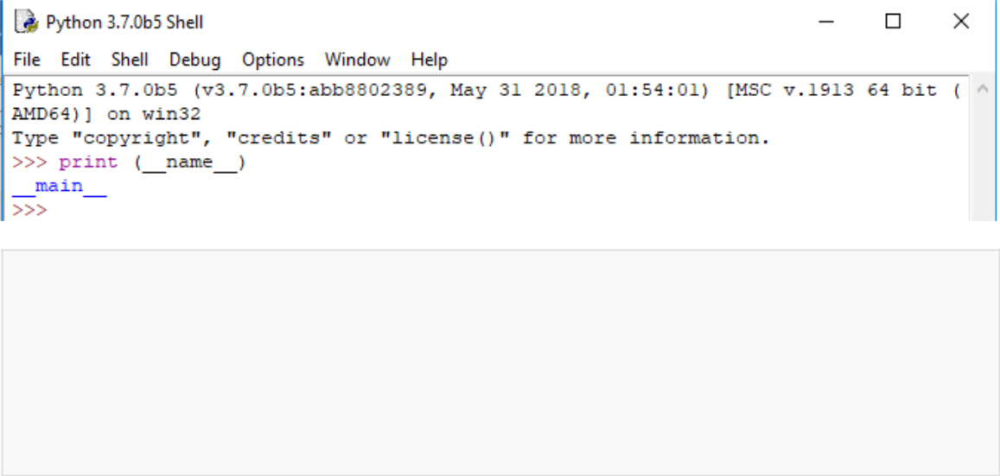 Python 3.7.0b5 Shell
File Edit Shell Debug Options Window Help
Python 3.7.0b5 (v3.7.0b5:abb8802389, May 31 2018, 01:54:01) [MSC v.1913 64 bit (
AMD64)] on win32
Type "copyright", "credits" or "license()" for more information.
>>> print (__name__)
__main__
>>>